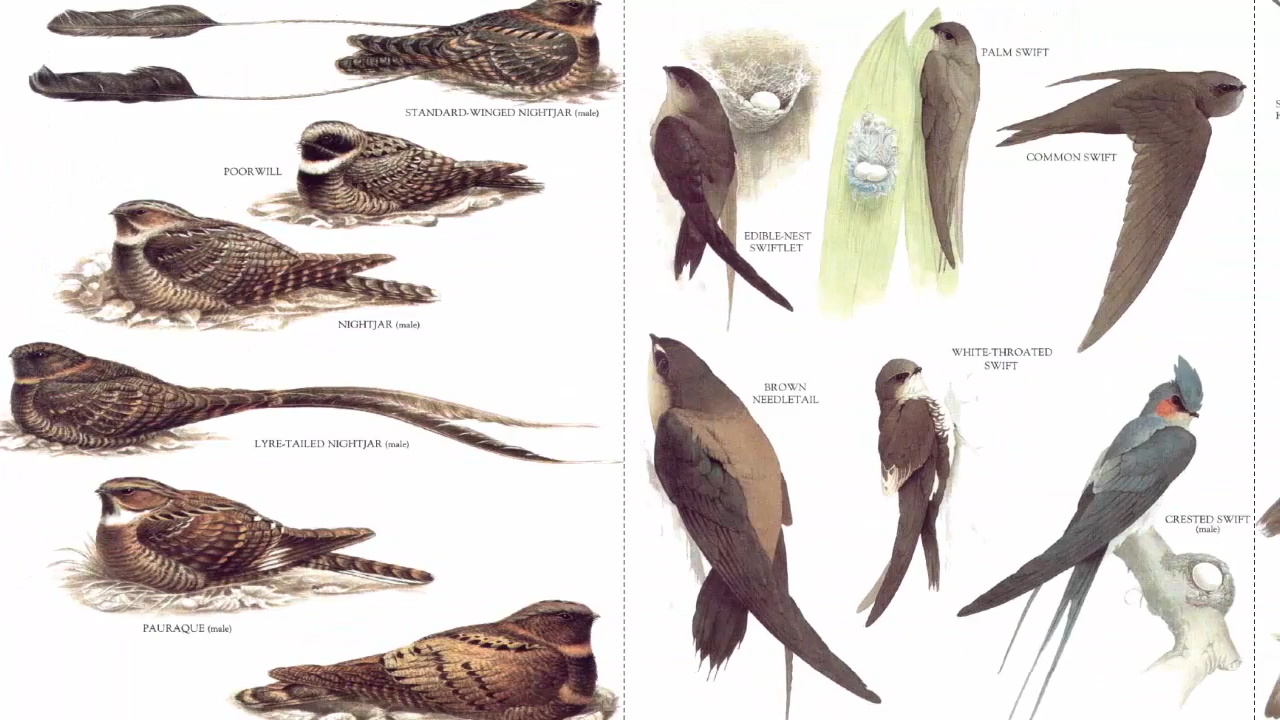 STANDARD-WINGED NIGHTJAR (male)
POORWILL
NIGHTJAR (male)
LYRE-TAILED NIGHTJAR (male)
PAURAQUE (male)
PALM SWIFT
COMMON SWIFT
EDIBLE-NEST
SWIFTLET
WHITE-THROATED
SWIFT
BROWN
NEEDLETAIL
CRESTED SWIFT
(male)